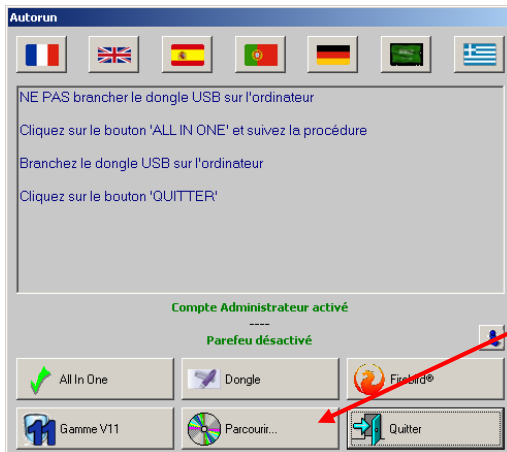 Autorun
NE PAS brancher le dongle USB sur l'ordinateur
Cliquez sur le bouton 'ALL IN ONE' et suivez la procédure
Branchez le dongle USB sur l'ordinateur
Cliquez sur le bouton 'QUITTER'
Compte Administrateur activé
----
Parefeu désactivé
All In One
Dongle
Firebird®
Gamme V11
Parcourir...
Quitter